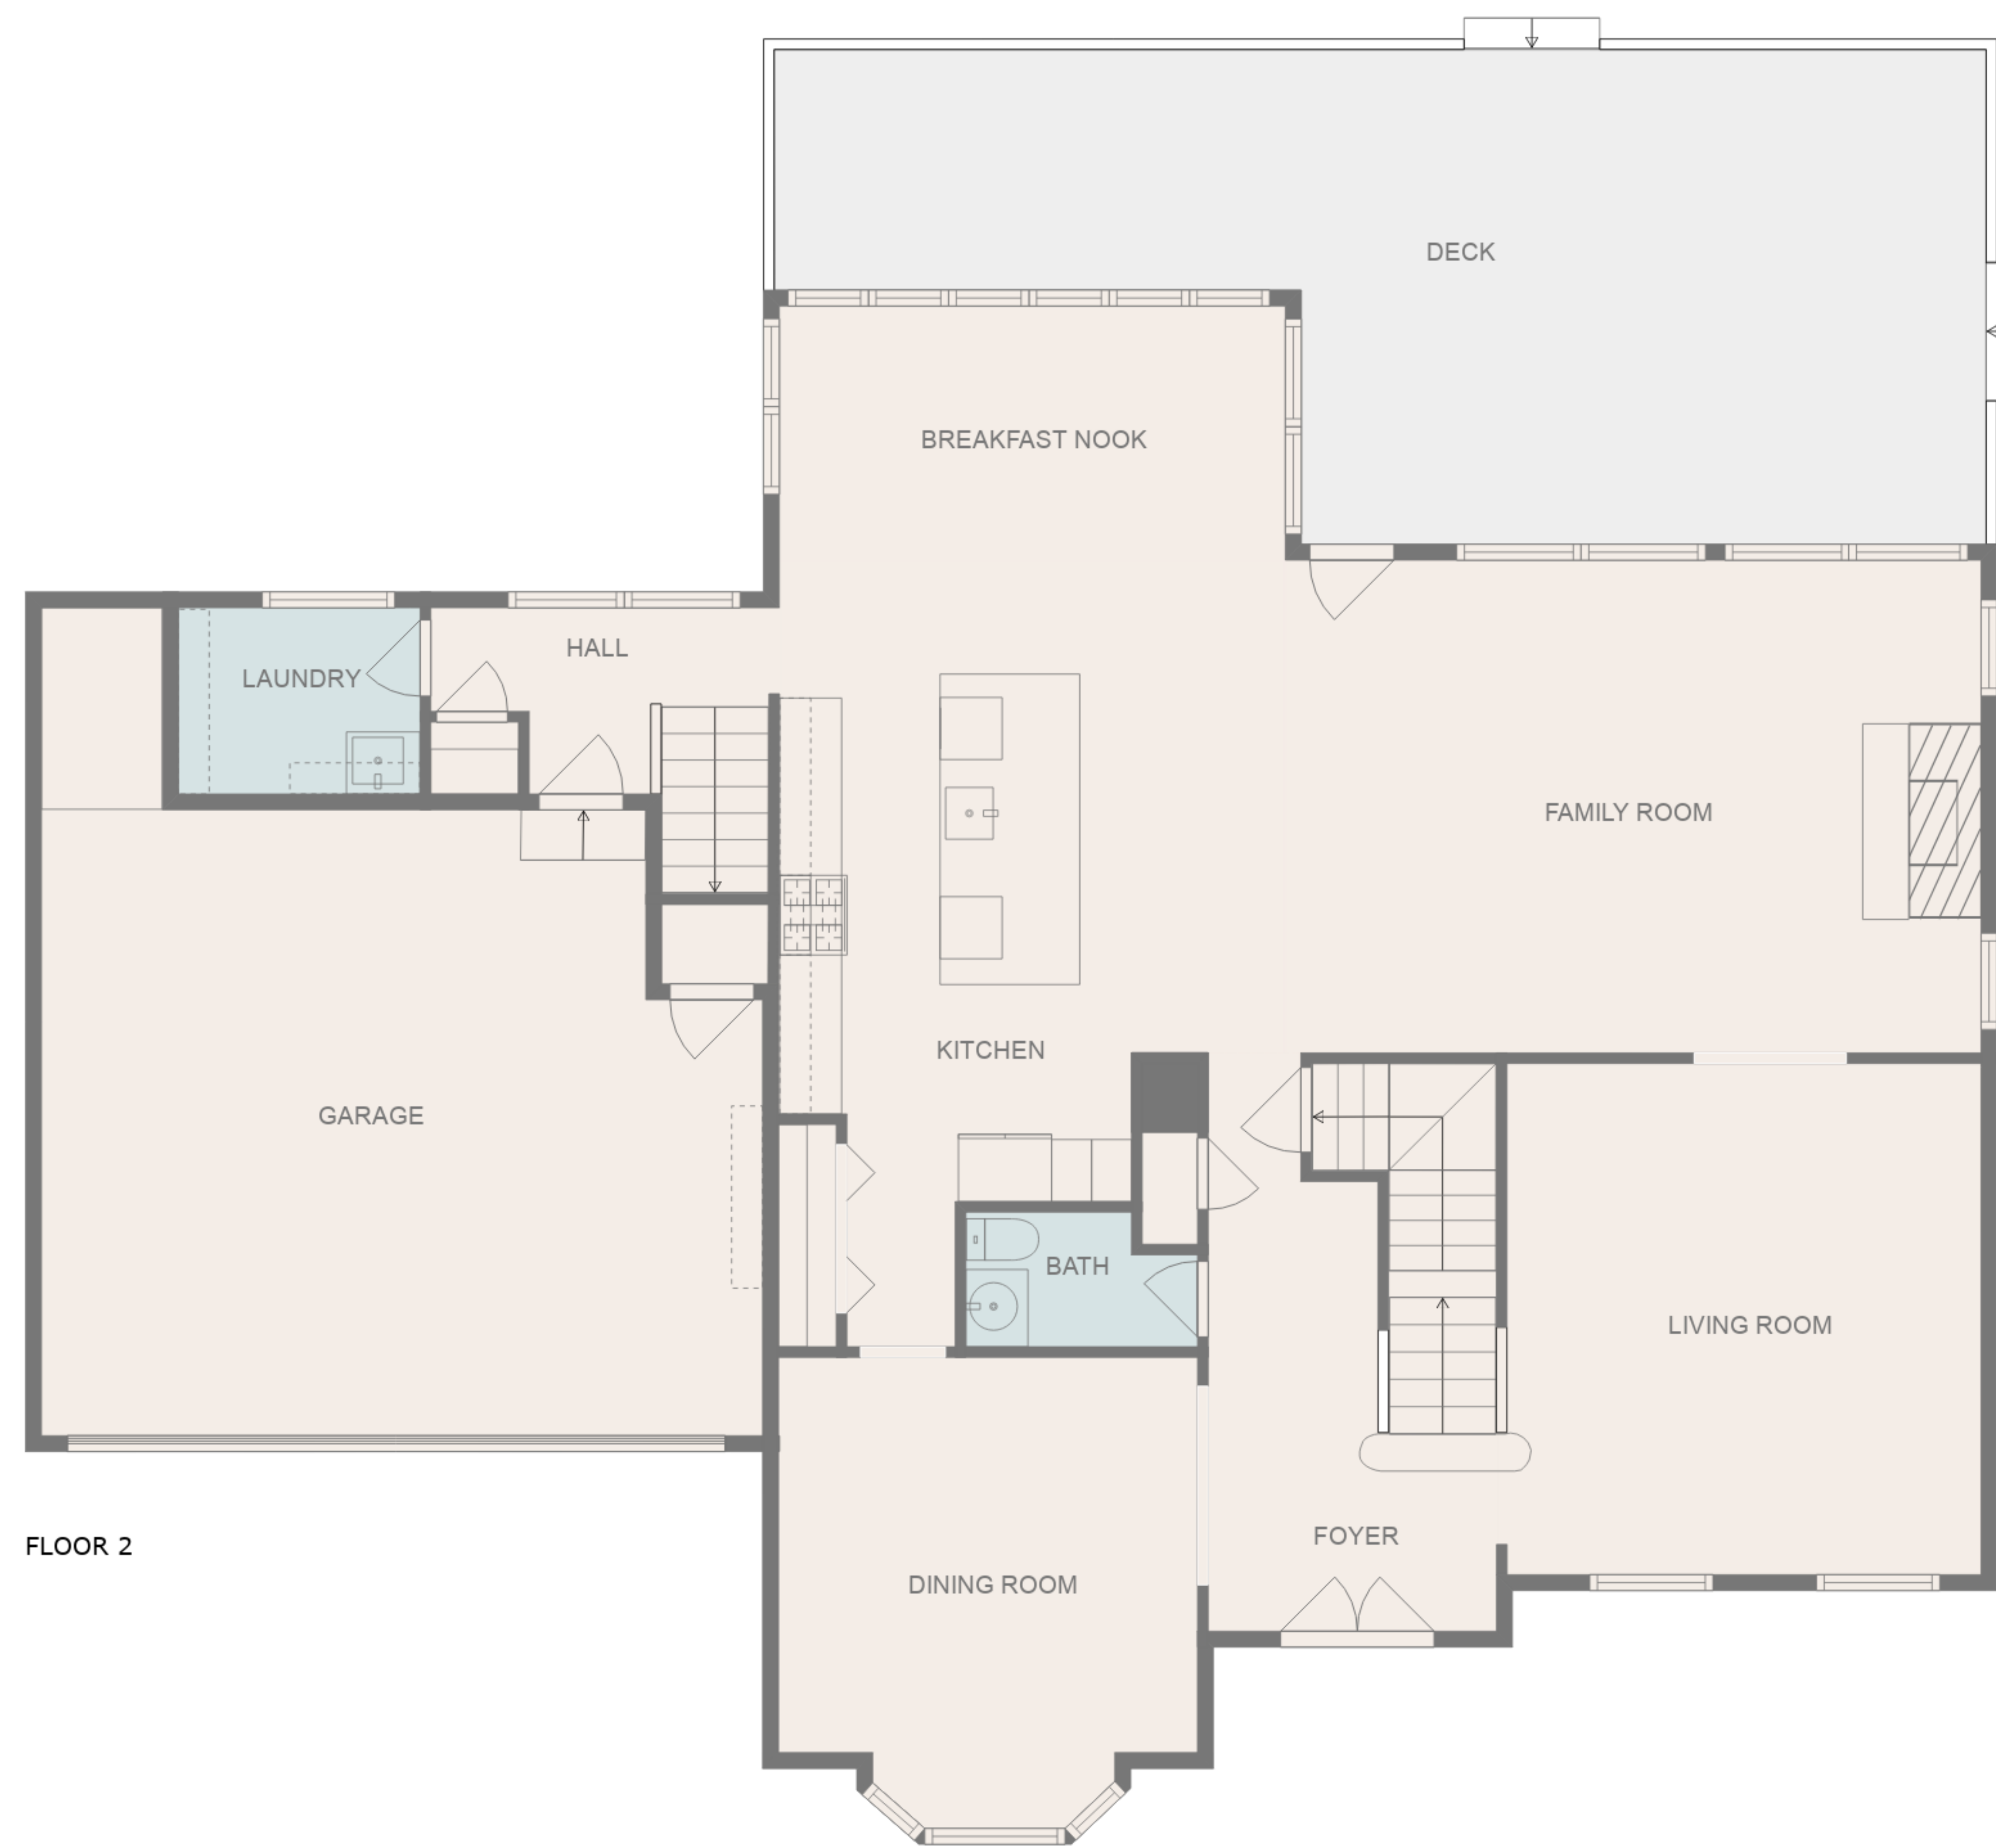 DECK
BREAKFAST NOOK
HALL
LAUNDRY
FAMILY ROOM
KITCHEN
GARAGE
BATH
LIVING ROOM
FOYER
FLOOR 2
DINING ROOM